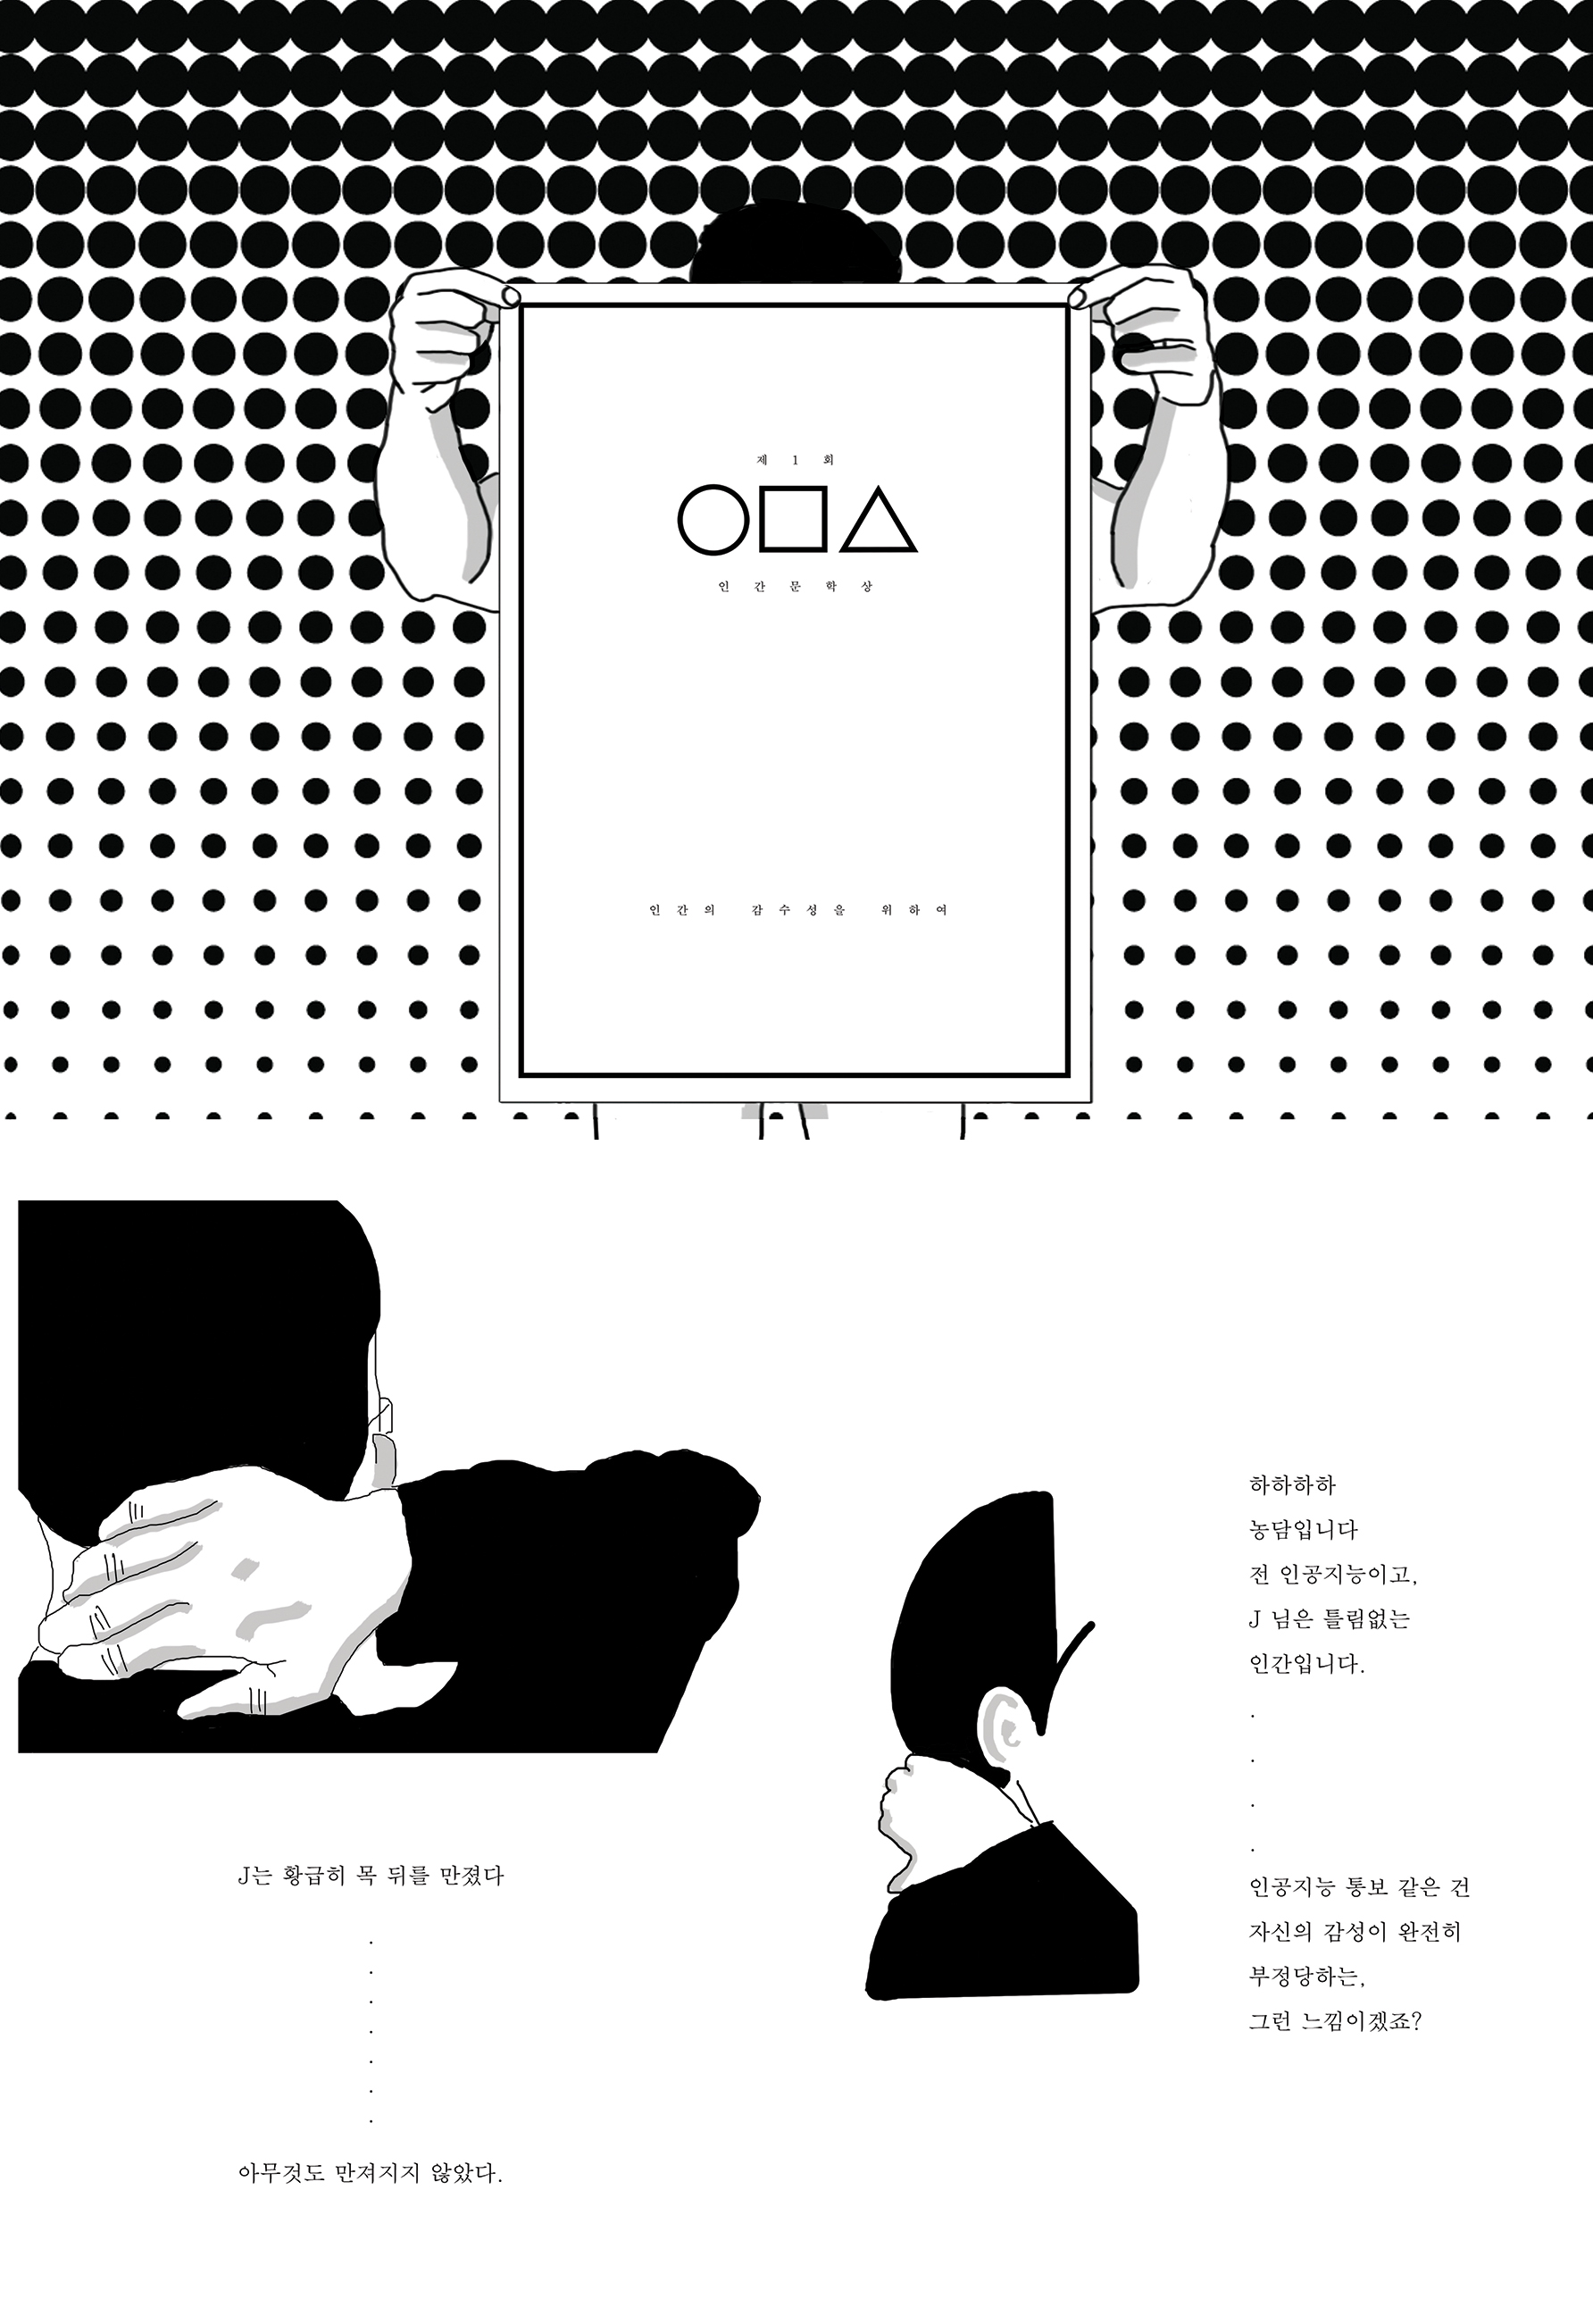 제 1 회
인 간 문 학 상
인간의 감수성을 위하여
J는 황급히 목 뒤를 만졌다
.
.
.
.
.
.
.
아무것도 만져지지 않았다.
하하하하
농담입니다
전 인공지능이고,
J 님은 틀림없는
인간입니다.
.
.
.
.
인공지능 통보 같은 건
자신의 감성이 완전히
부정당하는,
그런 느낌이겠죠?